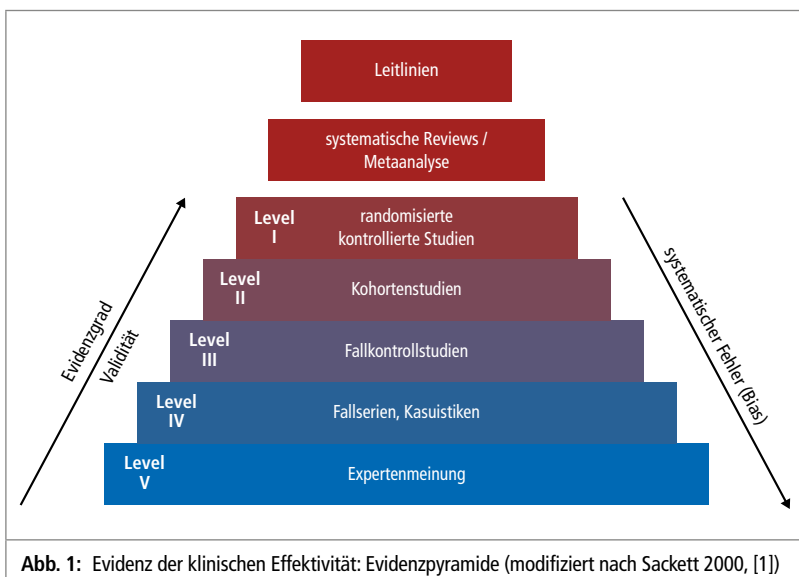 Leitlinien
systematische Reviews /
Metaanalyse
Level
I
randomisierte
kontrollierte Studien
Level
II
Kohortenstudien
Level
III
Fallkontrollstudien
Level
IV
Fallserien, Kasuistiken
Level
V
Expertenmeinung
Evidenzgrad
Validität
systematischer Fehler (Bias)
Abb. 1: Evidenz der klinischen Effektivität: Evidenzpyramide (modifiziert nach Sackett 2000, [1])